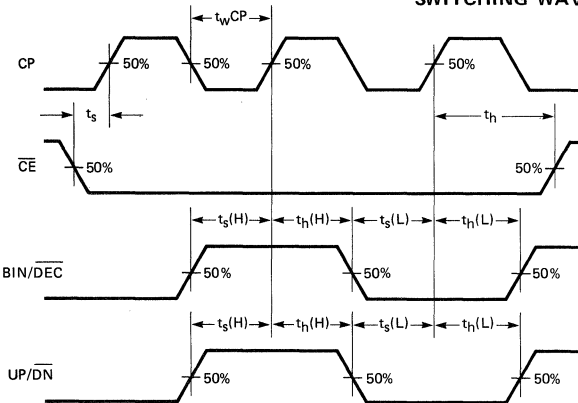 SWITCHING WAV
twCP
CP 50% 50% 50% 50%
ts th
CE 50% 50%
ts(H) th(H) ts(L) th(L)
BIN/DEC 50% 50% 50%
ts(H) th(H) ts(L) th(L)
UP/DN 50% 50% 50%